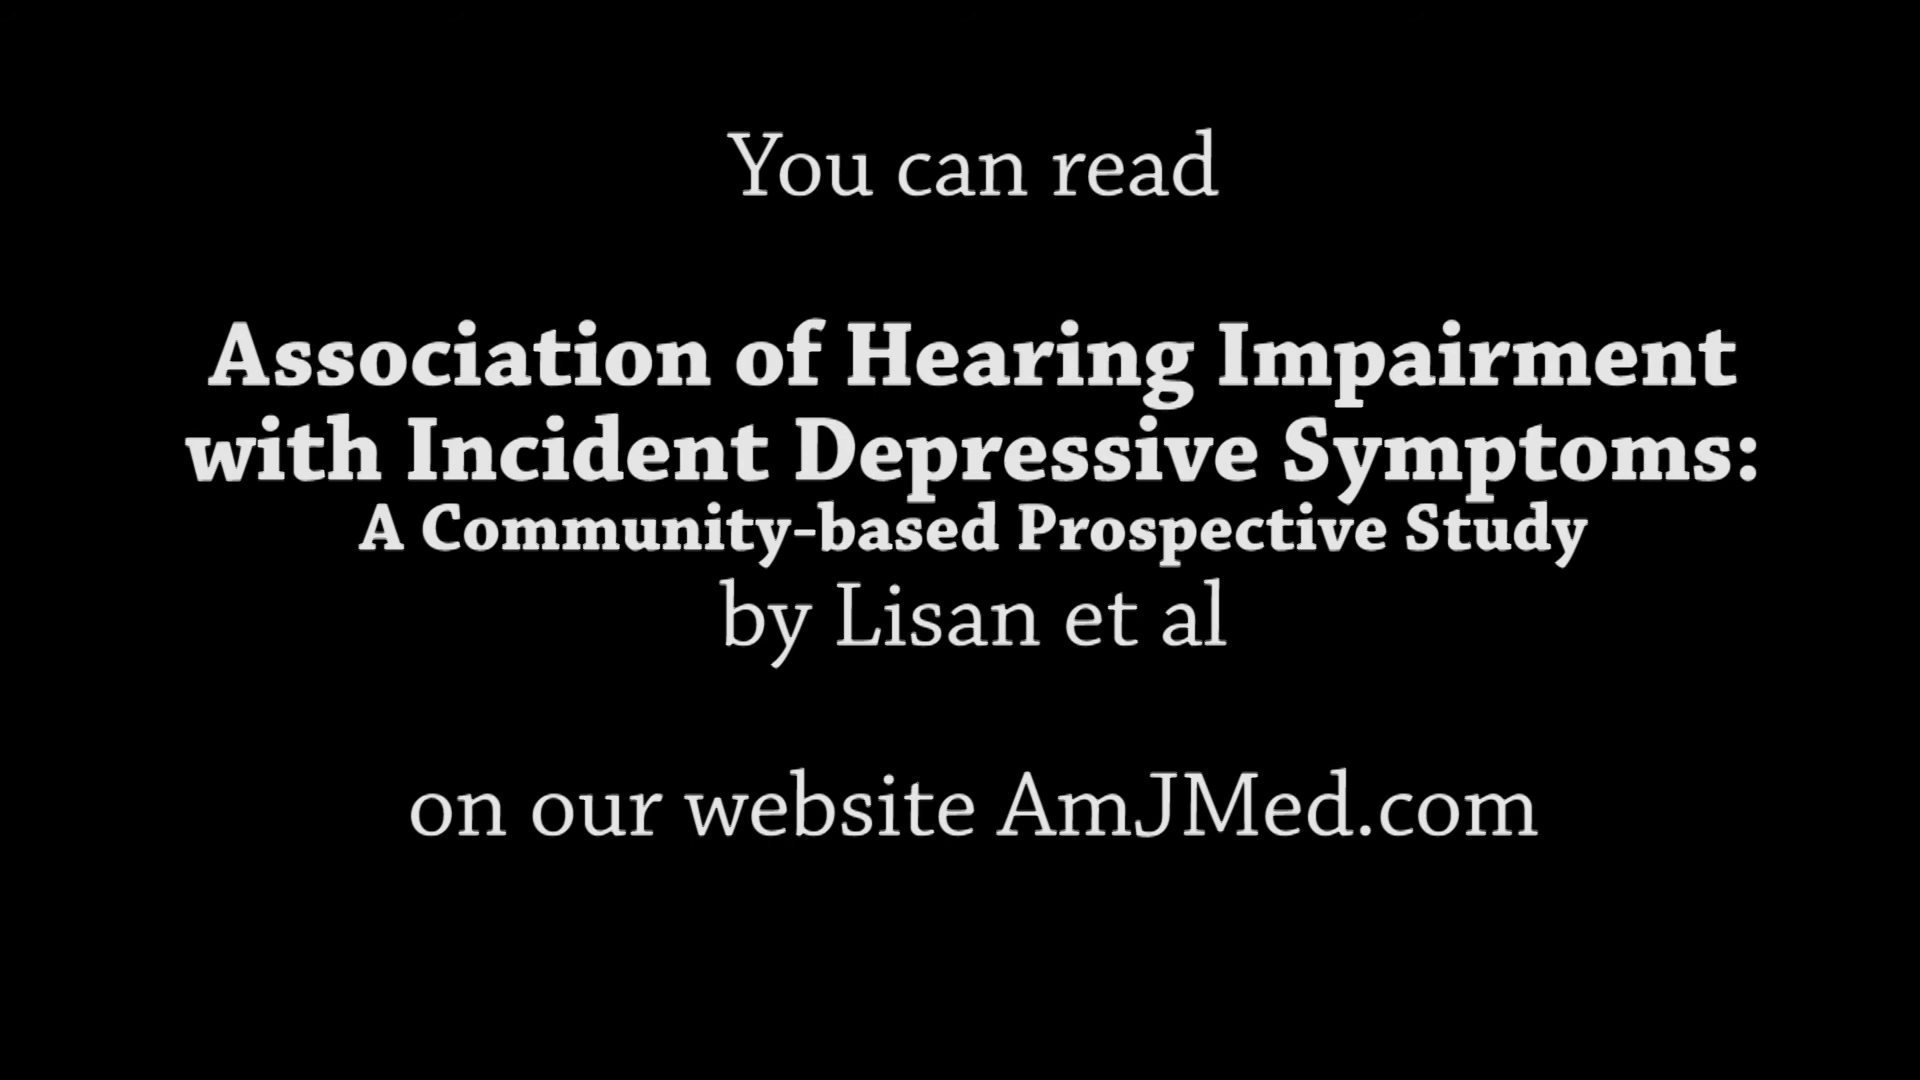 You can read
Association of Hearing Impairment
with Incident Depressive Symptoms:
A Community-based Prospective Study
by Lisan et al
on our website AmJMed.com